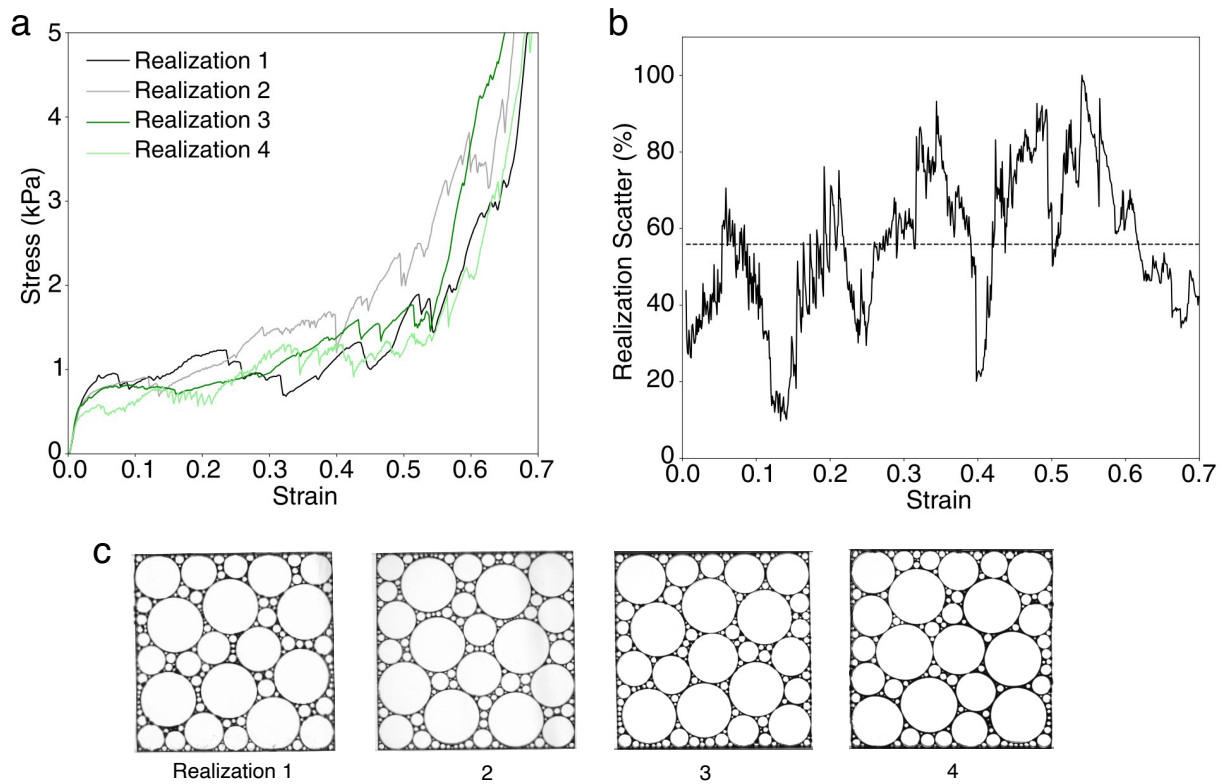 a
5
4
3
2
1
0
Stress (kPa)
Realization 1
Realization 2
Realization 3
Realization 4
0.0 0.1 0.2 0.3 0.4 0.5 0.6 0.7
Strain
b
100
80
60
40
20
0
Realization Scatter (%)
0.0 0.1 0.2 0.3 0.4 0.5 0.6 0.7
Strain
c
Realization 1 2 3 4